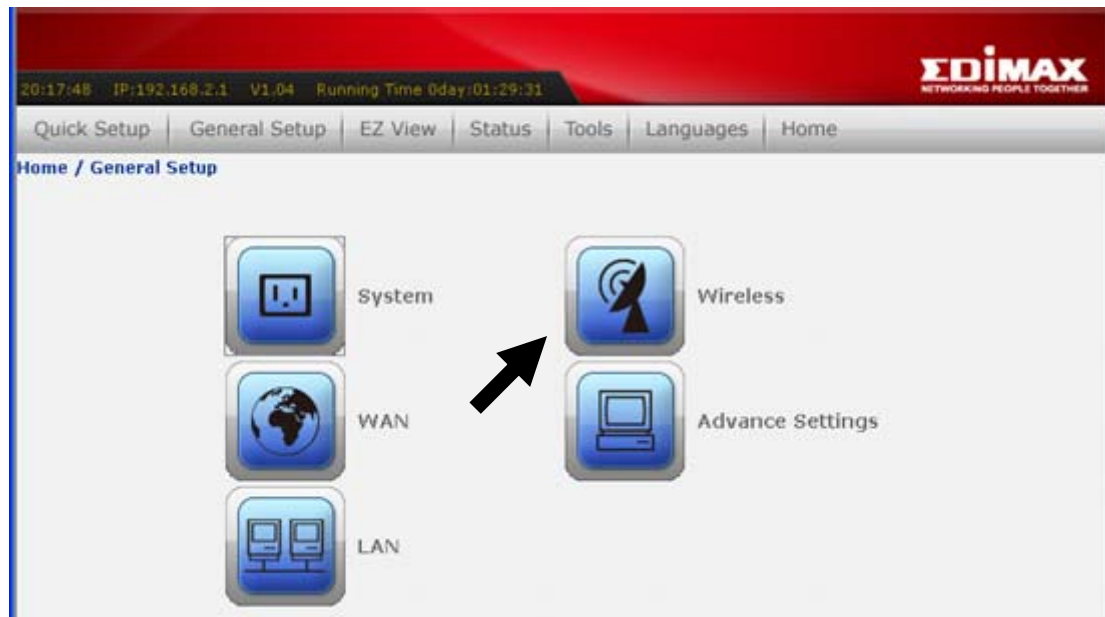 EDIMAX
NETWORKING PEOPLE TOGETHER
20:17:48 IP:192.168.2.1 V1.04 Running Time 0day:01:29:31
Quick Setup General Setup EZ View Status Tools Languages Home
Home / General Setup
System
Wireless
WAN
Advance Settings
LAN